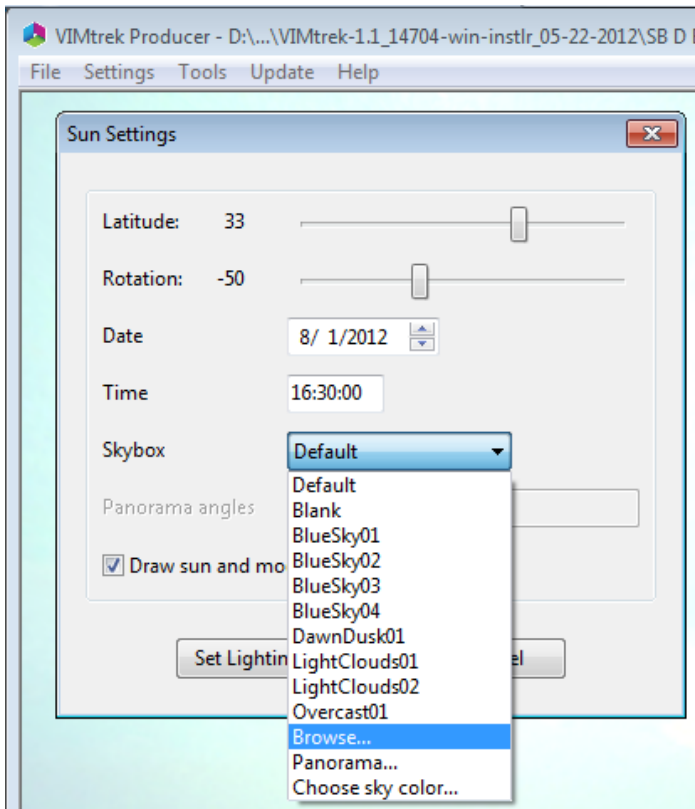 VIMtrek Producer - D:\...\VIMtrek-1.1_14704-win-instlr_05-22-2012\SB D
File Settings Tools Update Help
Sun Settings
Latitude: 33
Rotation: -50
Date 8/ 1/2012
Time 16:30:00
Skybox Default
Default
Panorama angles
Blank
BlueSky01
BlueSky02
Draw sun and mo
BlueSky03
BlueSky04
DawnDusk01
Set Lightin el
LightClouds01
LightClouds02
Overcast01
Browse...
Panorama...
Choose sky color...